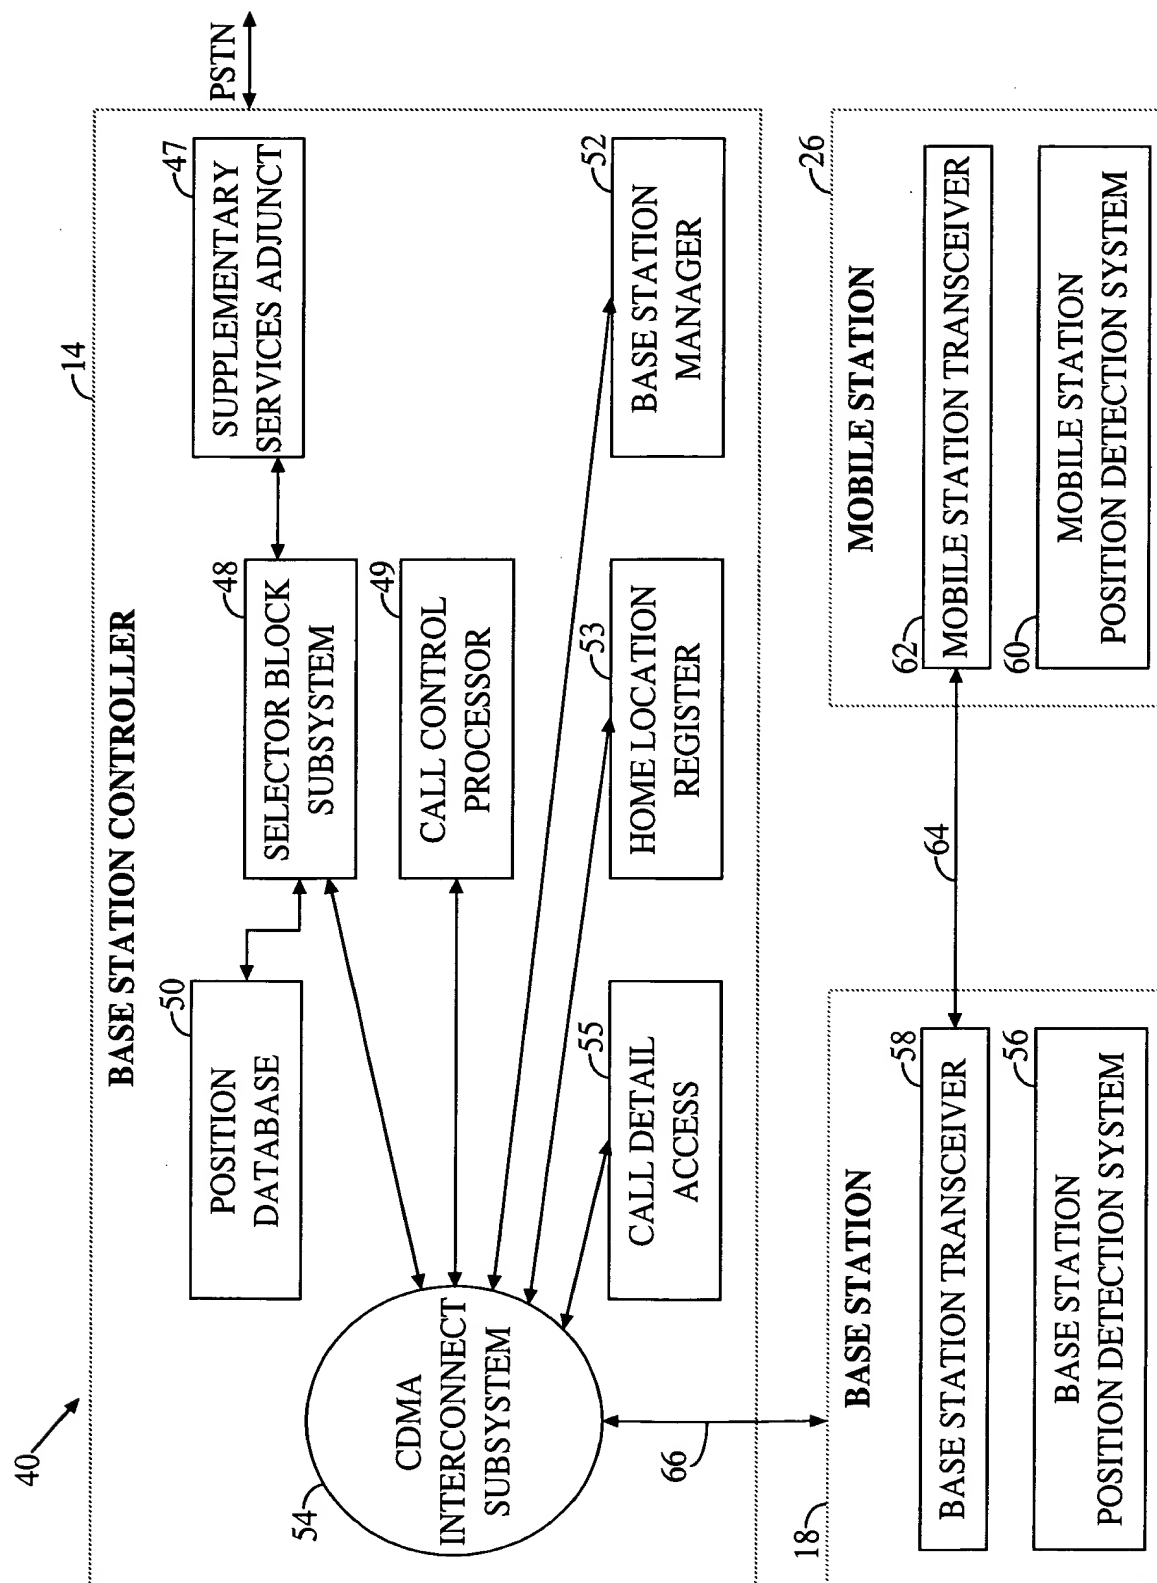 40
14
BASE STATION CONTROLLER
PSTN
50
POSITION
DATABASE
48
SELECTOR BLOCK
SUBSYSTEM
47
SUPPLEMENTARY
SERVICES ADJUNCT
49
CALL CONTROL
PROCESSOR
54
CDMA
INTERCONNECT
SUBSYSTEM
55
CALL DETAIL
ACCESS
53
HOME LOCATION
REGISTER
52
BASE STATION
MANAGER
66
18
BASE STATION
58
BASE STATION TRANSCEIVER
56
BASE STATION
POSITION DETECTION SYSTEM
64
26
MOBILE STATION
62
MOBILE STATION TRANSCEIVER
60
MOBILE STATION
POSITION DETECTION SYSTEM